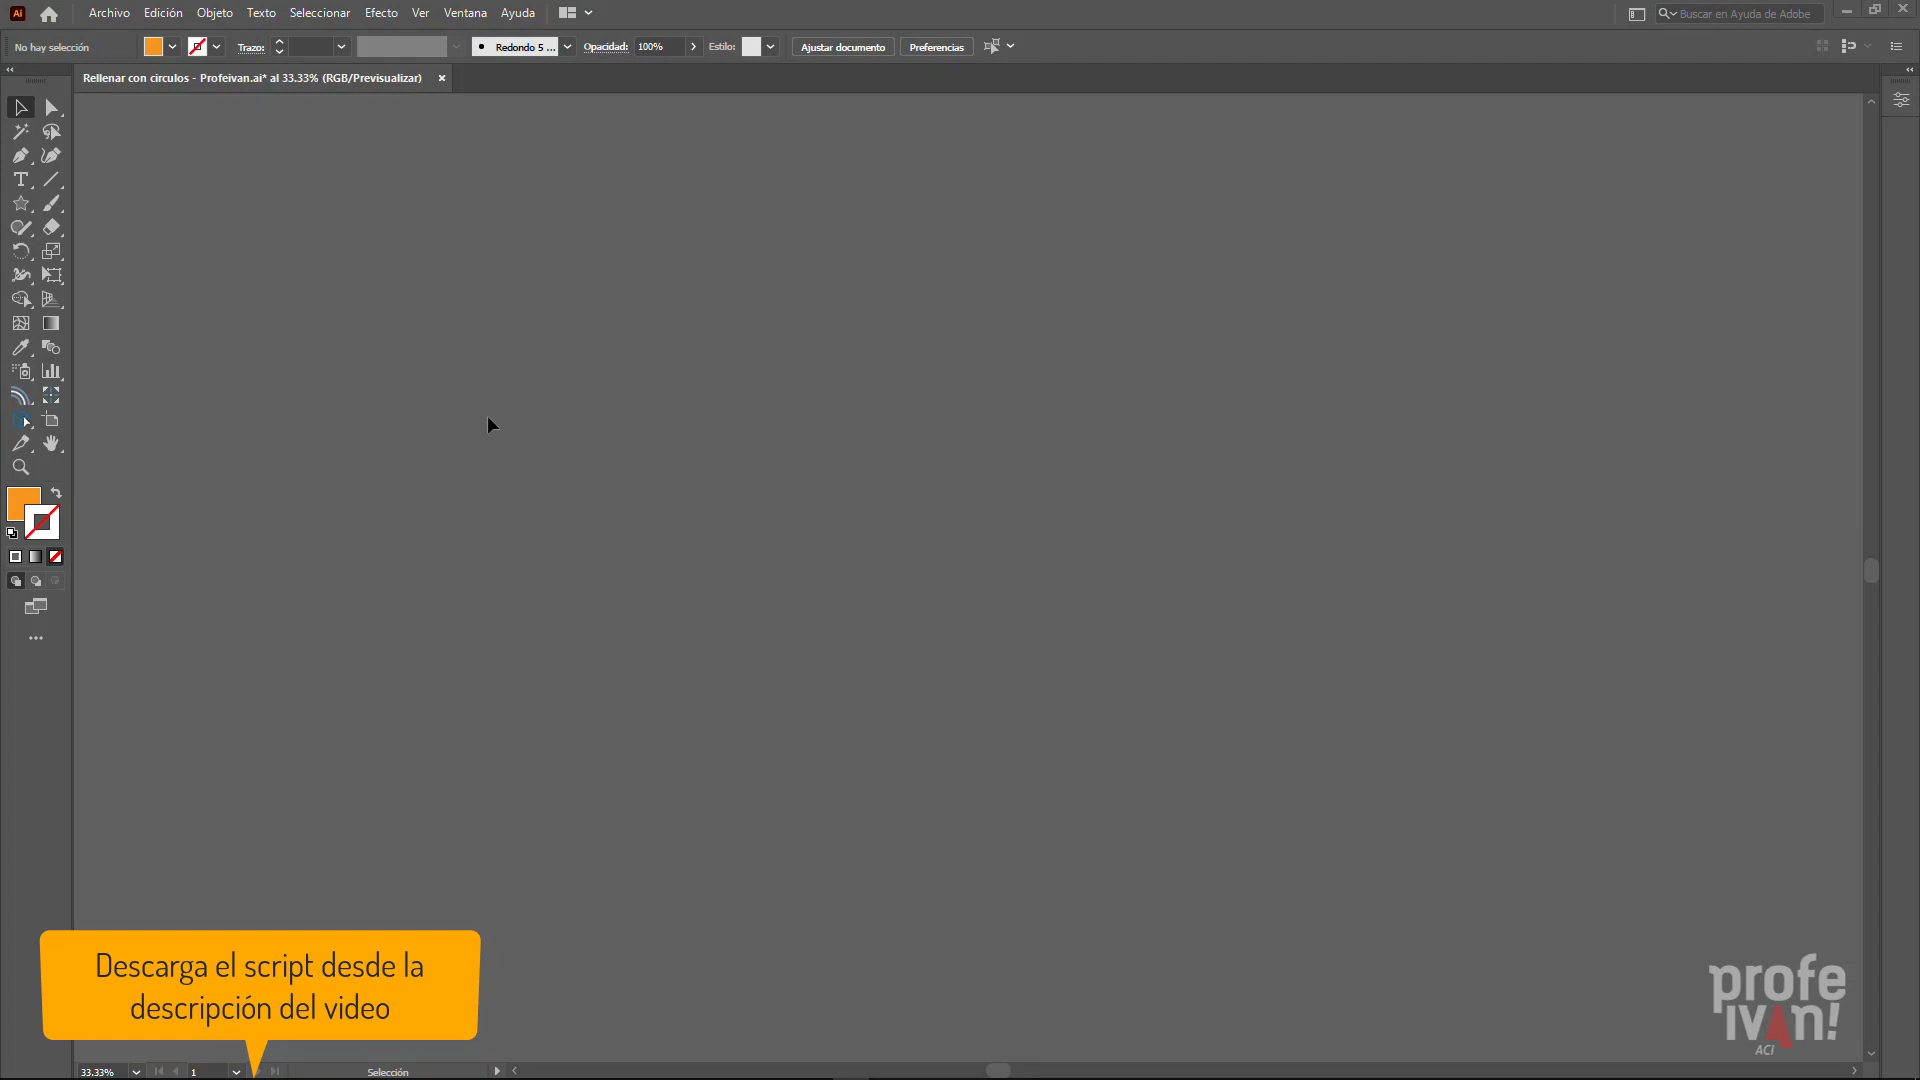 Ai Archivo Edición Objeto Texto Seleccionar Efecto Ver Ventana Ayuda Buscar en Ayuda de Adobe
No hay selección Trazo: Redondo 5 ... Opacidad: 100% Estilo: Ajustar documento Preferencias
Rellenar con circulos - Profeivan.ai* al 33.33% (RGB/Previsualizar)
Descarga el script desde la
descripción del video
profe
ivan!
ACI
33.33% 1 Selección